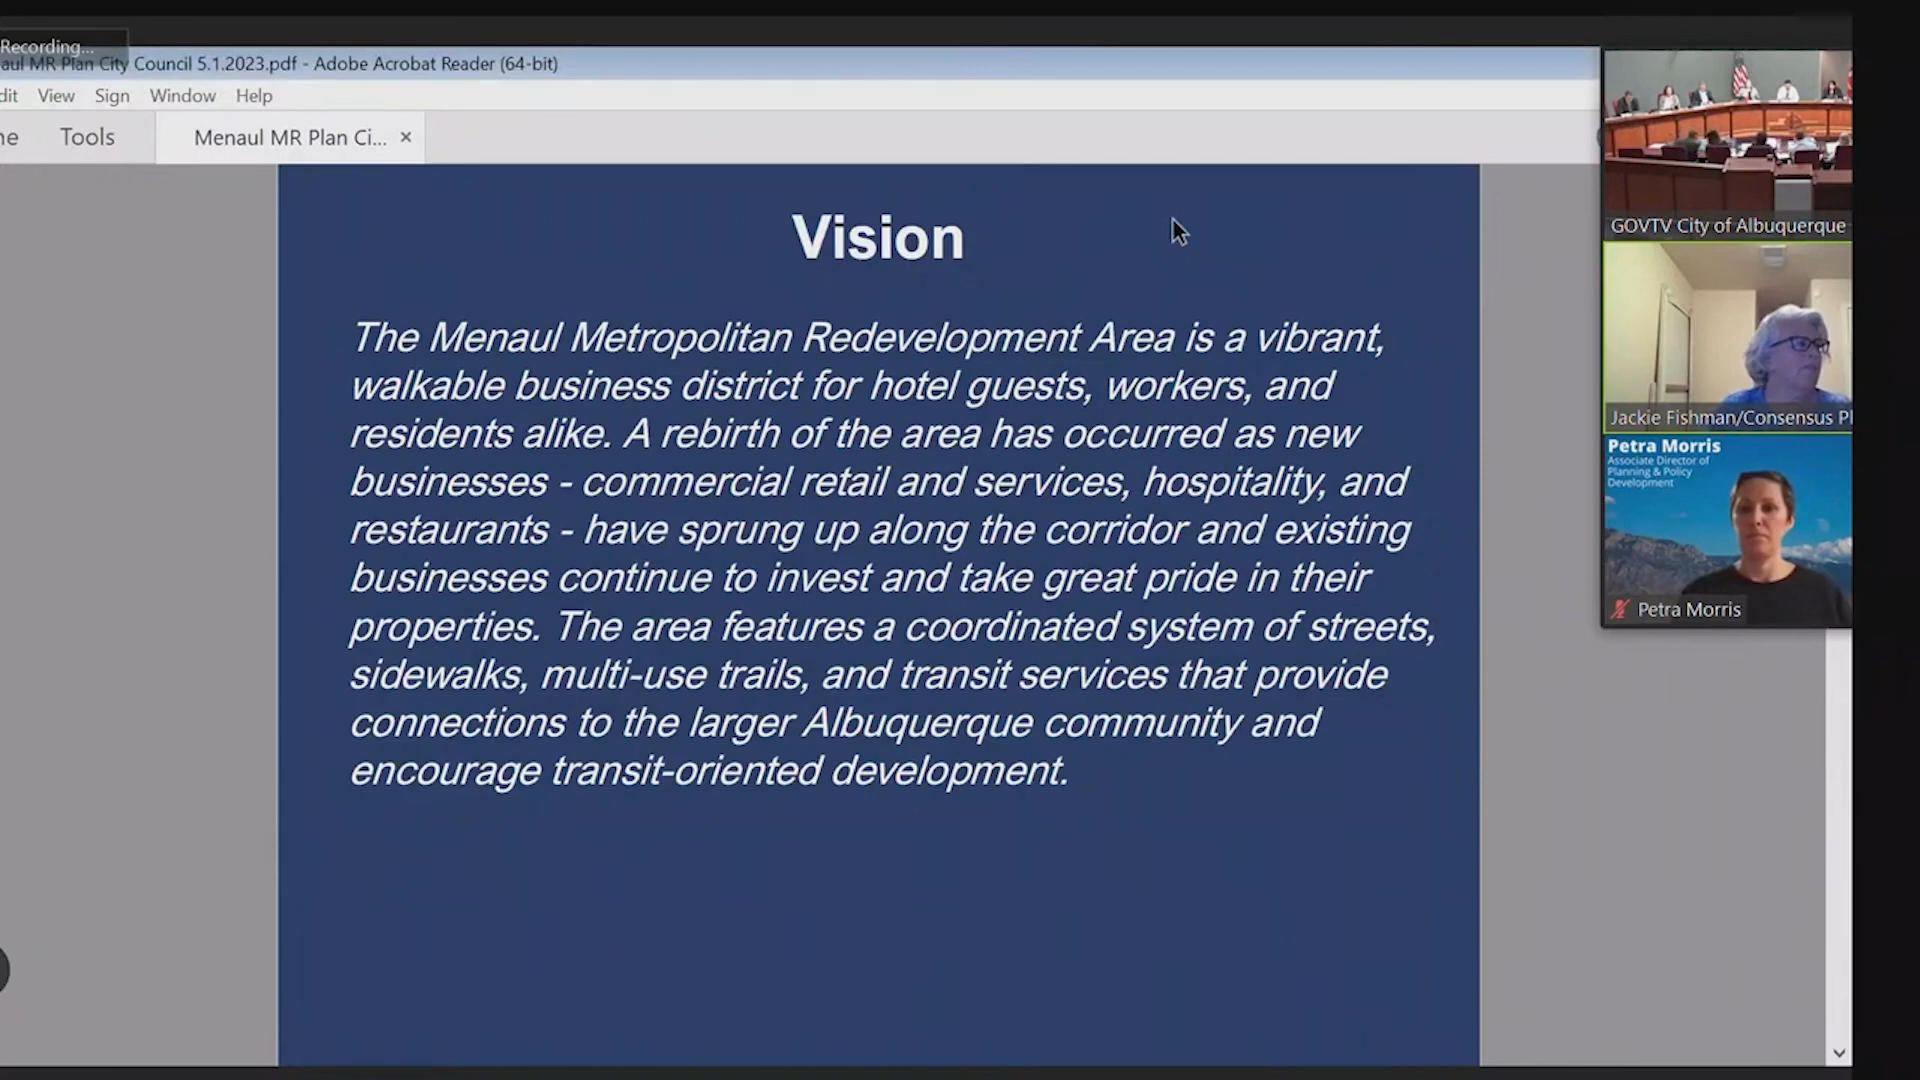 Recording...
aul MR Plan City Council 5.1.2023.pdf - Adobe Acrobat Reader (64-bit)
dit View Sign Window Help
ne Tools Menaul MR Plan Ci... ×
Vision
The Menaul Metropolitan Redevelopment Area is a vibrant,
walkable business district for hotel guests, workers, and
residents alike. A rebirth of the area has occurred as new
businesses - commercial retail and services, hospitality, and
restaurants - have sprung up along the corridor and existing
businesses continue to invest and take great pride in their
properties. The area features a coordinated system of streets,
sidewalks, multi-use trails, and transit services that provide
connections to the larger Albuquerque community and
encourage transit-oriented development.
GOVTV City of Albuquerque
Jackie Fishman/Consensus Pl
Petra Morris
Associate Director of
Planning & Policy
Development
Petra Morris